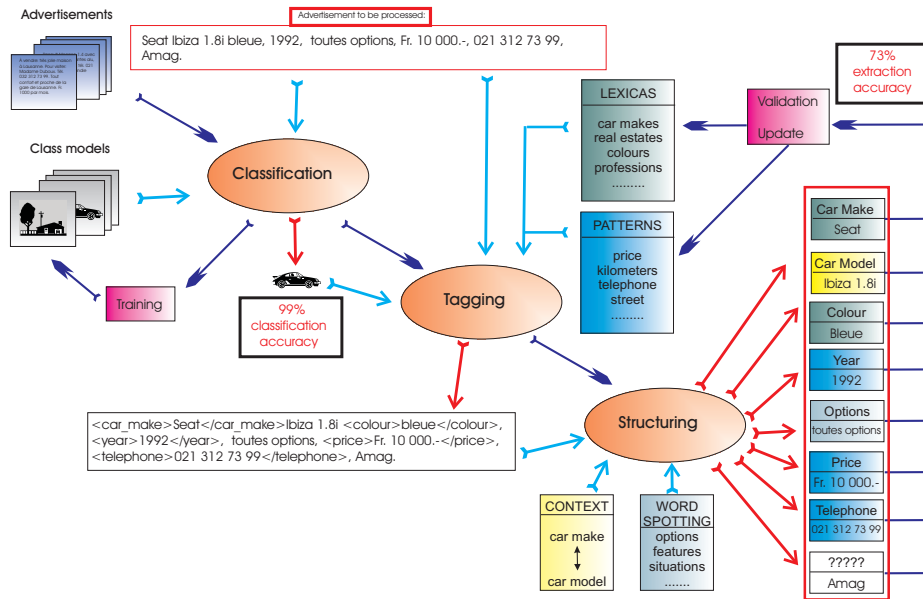 Advertisements
Advertisement to be processed:
Seat Ibiza 1.8i bleue, 1992, toutes options, Fr. 10 000.-, 021 312 73 99,
Amag.
73%
extraction
accuracy
LEXICAS
car makes
real estates
colours
professions
.........
Validation
Update
Class models
Classification
Car Make
Seat
PATTERNS
price
kilometers
telephone
street
.........
Car Model
Ibiza 1.8i
Training
99%
classification
accuracy
Tagging
Colour
Bleue
Year
1992
<car_make>Seat</car_make>Ibiza 1.8i <colour>bleue</colour>,
<year>1992</year>, toutes options, <price>Fr. 10 000.-</price>,
<telephone>021 312 73 99</telephone>, Amag.
Structuring
Options
toutes options
Price
Fr. 10 000.-
Telephone
021 312 73 99
CONTEXT
car make
car model
WORD
SPOTTING
options
features
situations
.......
?????
Amag